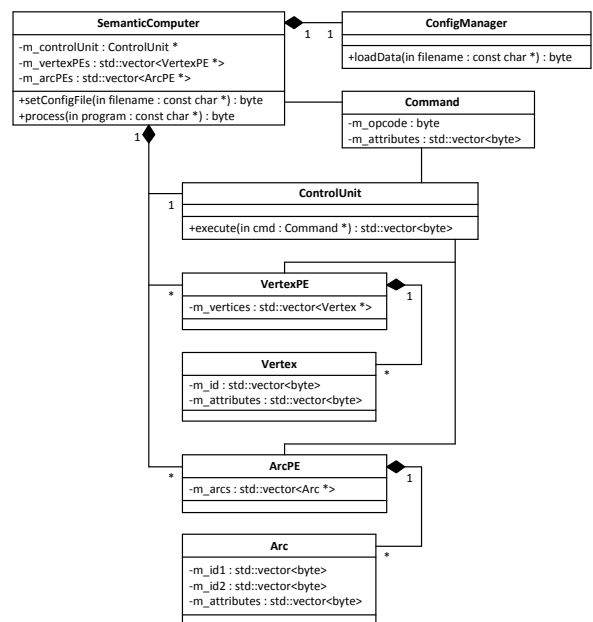 SemanticComputer
-m_controlUnit : ControlUnit *
-m_vertexPEs : std::vector<VertexPE *>
-m_arcPEs : std::vector<ArcPE *>
+setConfigFile(in filename : const char *) : byte
+process(in program : const char *) : byte
1
1
ConfigManager
+loadData(in filename : const char *) : byte
Command
-m_opcode : byte
-m_attributes : std::vector<byte>
1
ControlUnit
1
+execute(in cmd : Command *) : std::vector<byte>
VertexPE
*
-m_vertices : std::vector<Vertex *>
1
Vertex
*
-m_id : std::vector<byte>
-m_attributes : std::vector<byte>
ArcPE
*
-m_arcs : std::vector<Arc *>
1
Arc
*
-m_id1 : std::vector<byte>
-m_id2 : std::vector<byte>
-m_attributes : std::vector<byte>